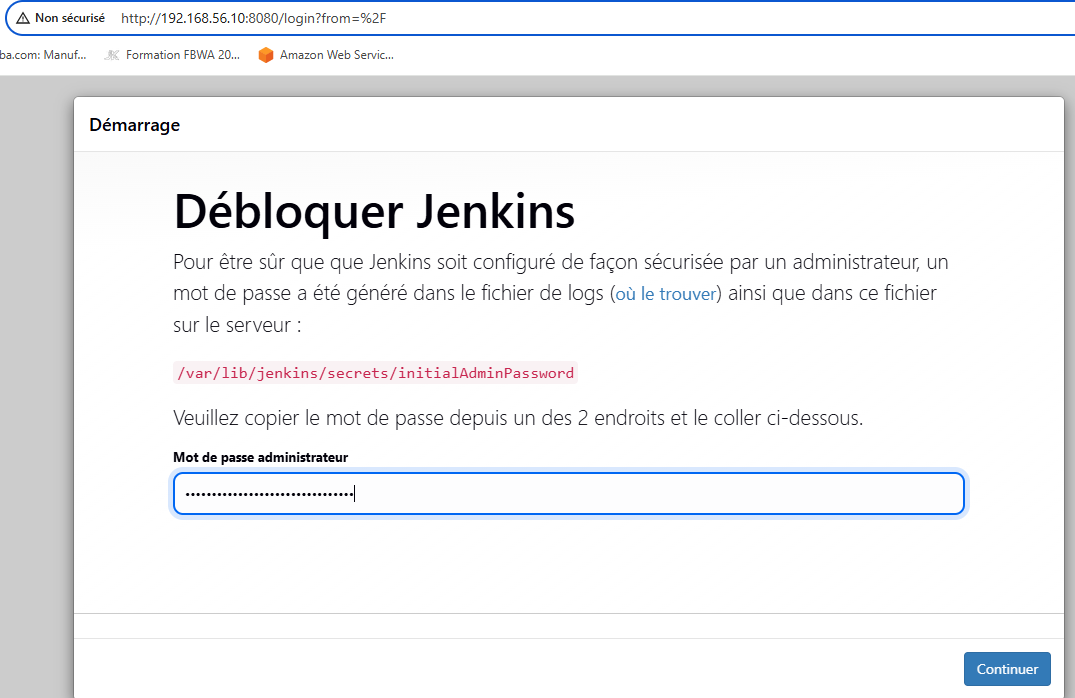 Non sécurisé http://192.168.56.10:8080/login?from=%2F
ba.com: Manuf... Formation FBWA 20... Amazon Web Servic...
Démarrage
Débloquer Jenkins
Pour être sûr que que Jenkins soit configuré de façon sécurisée par un administrateur, un
mot de passe a été généré dans le fichier de logs (où le trouver) ainsi que dans ce fichier
sur le serveur :
/var/lib/jenkins/secrets/initialAdminPassword
Veuillez copier le mot de passe depuis un des 2 endroits et le coller ci-dessous.
Mot de passe administrateur
••••••••••••••••••••••••••••••••
Continuer